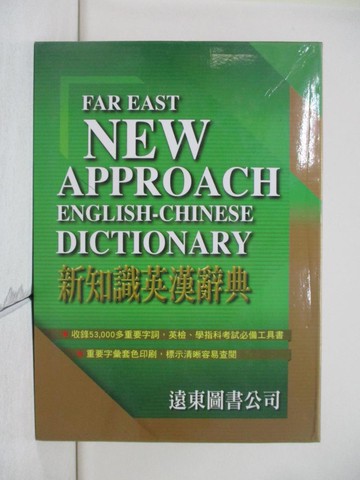 FAR EAST
NEW
APPROACH
ENGLISH-CHINESE
DICTIONARY
新知識英漢辭典
收錄53,000多重要字詞，英檢、學指科考試必備工具書
重要字彙套色印刷，標示清晰容易查閱
遠東圖書公司